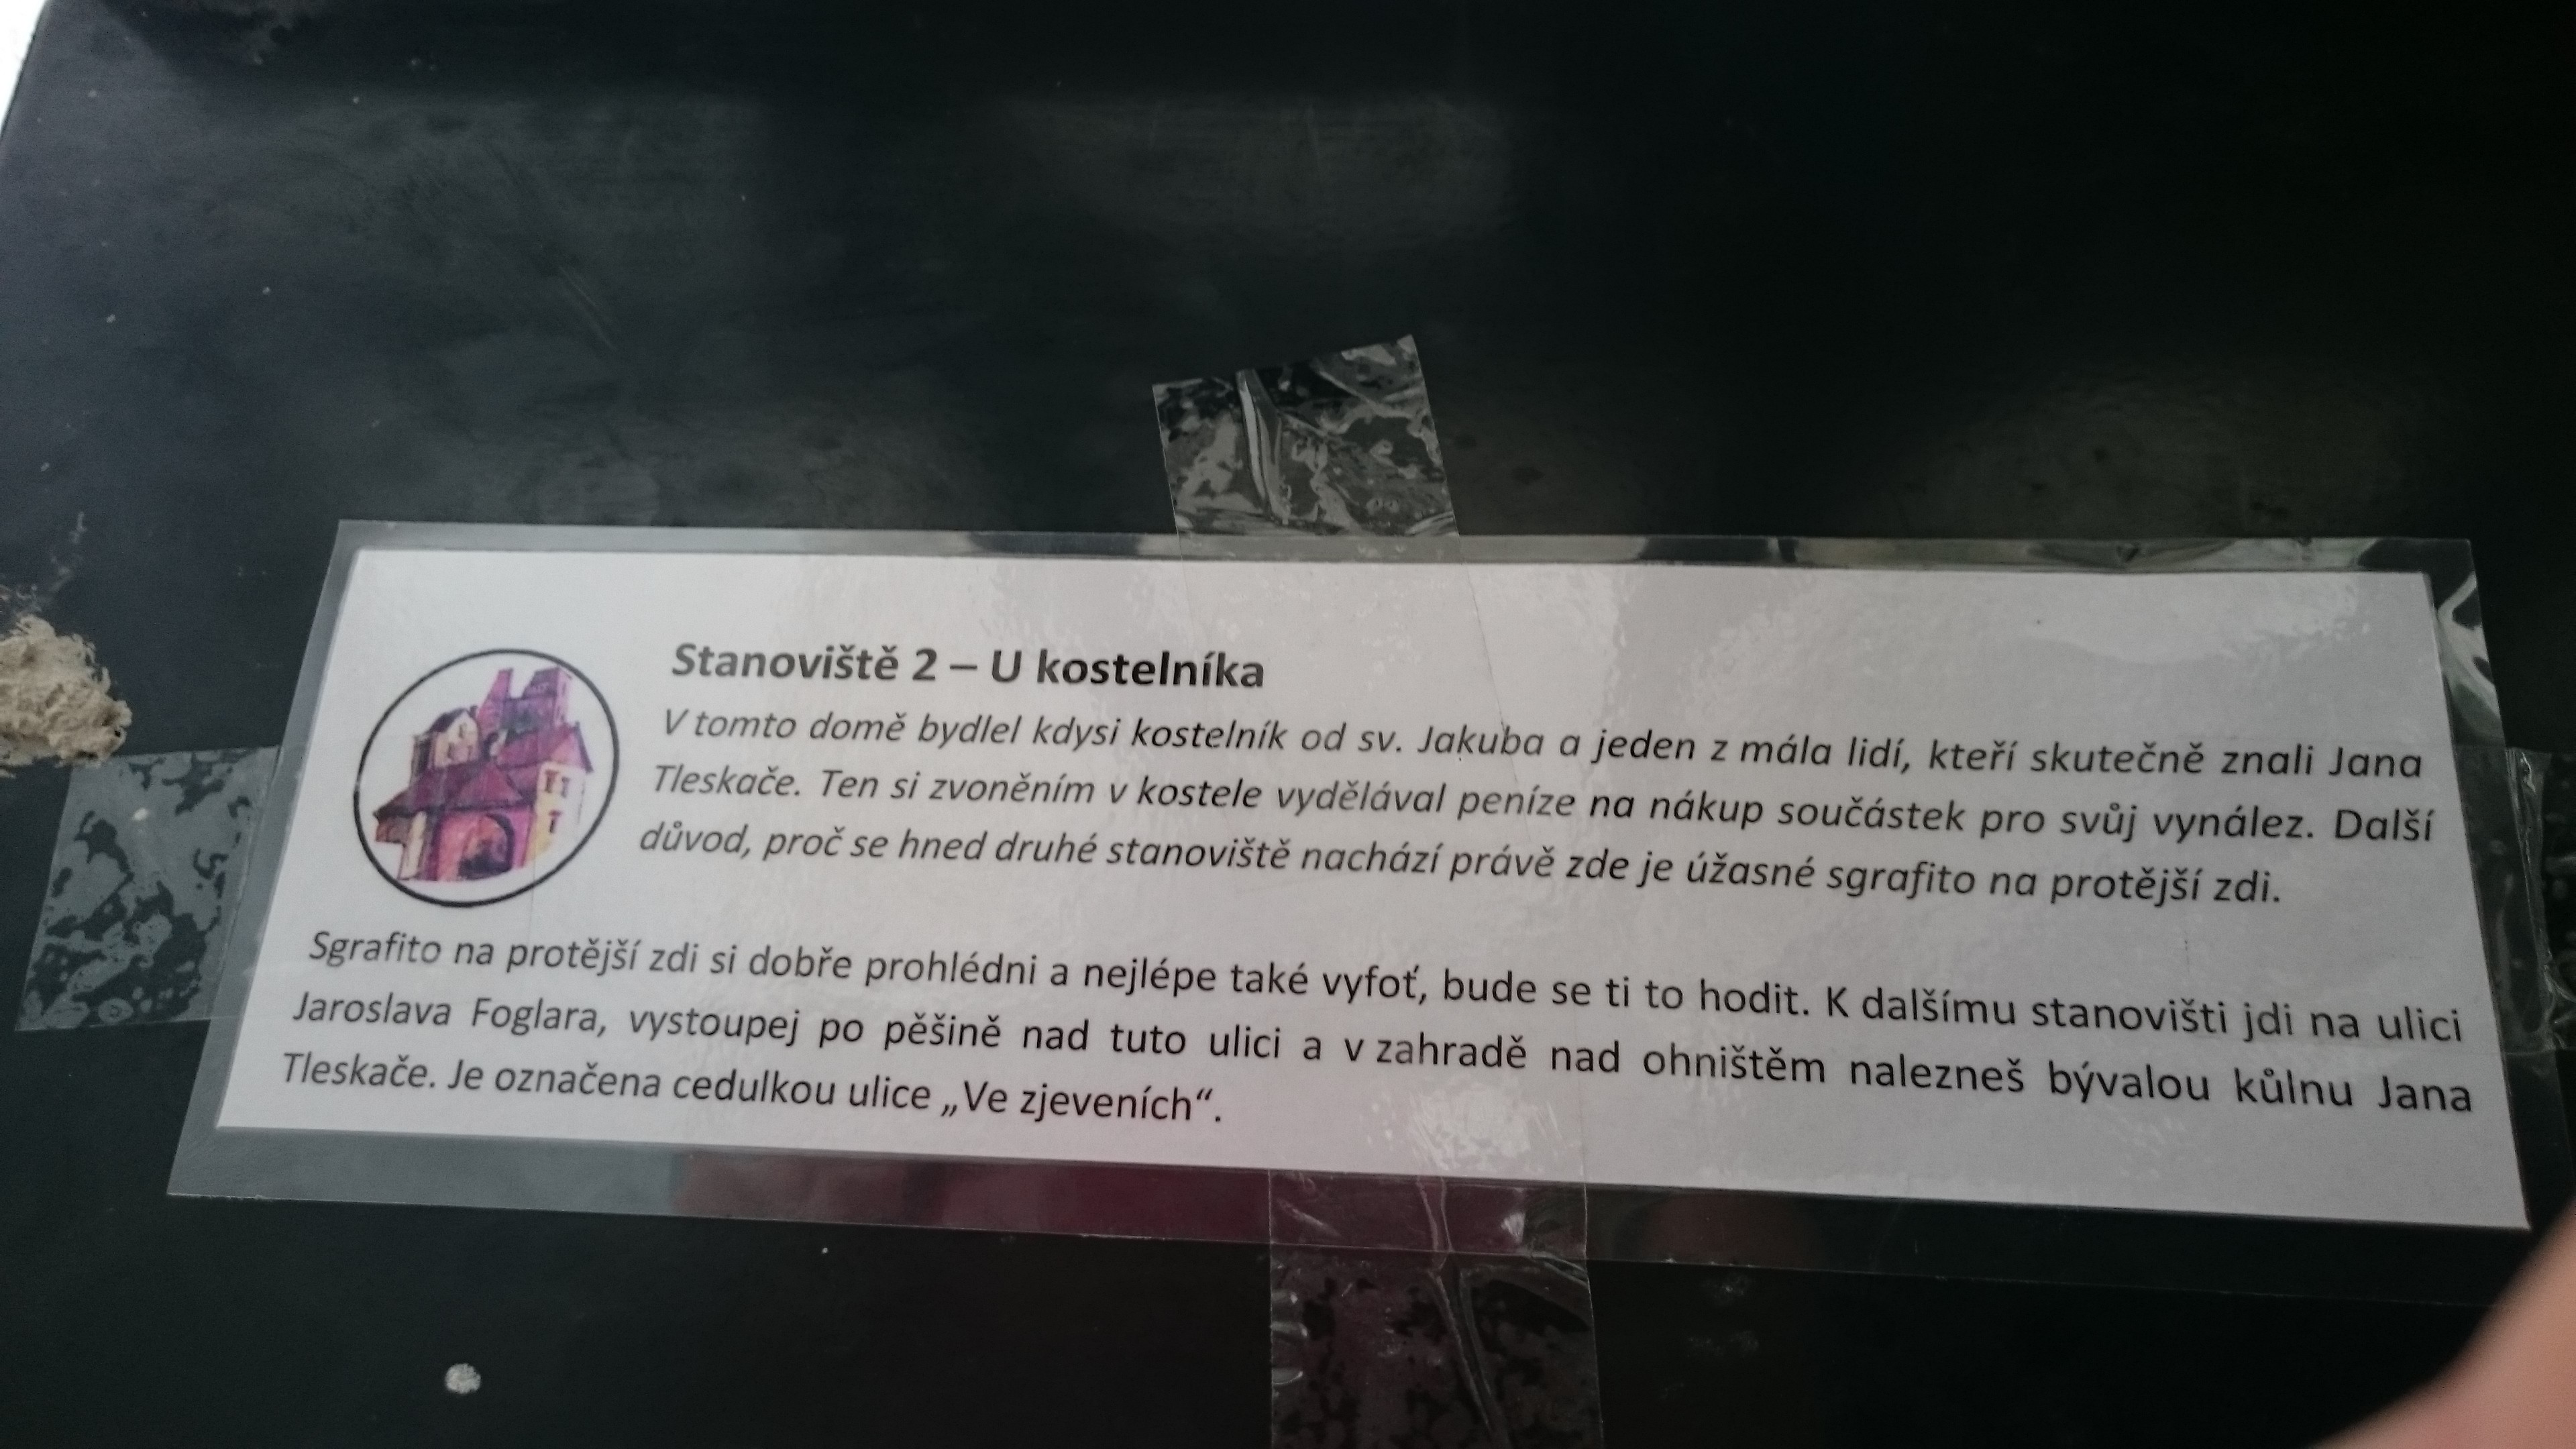 Stanoviště 2 – U kostelníka
V tomto domě bydlel kdysi kostelník od sv. Jakuba a jeden z mála lidí, kteří skutečně znali Jana
Tleskače. Ten si zvoněním v kostele vydělával peníze na nákup součástek pro svůj vynález. Další
důvod, proč se hned druhé stanoviště nachází právě zde je úžasné sgrafito na protější zdi.
Sgrafito na protější zdi si dobře prohlédni a nejlépe také vyfoť, bude se ti to hodit. K dalšímu stanovišti jdi na ulici
Jaroslava Foglara, vystoupej po pěšině nad tuto ulici a v zahradě nad ohništěm nalezneš bývalou kůlnu Jana
Tleskače. Je označena cedulkou ulice „Ve zjeveních“.